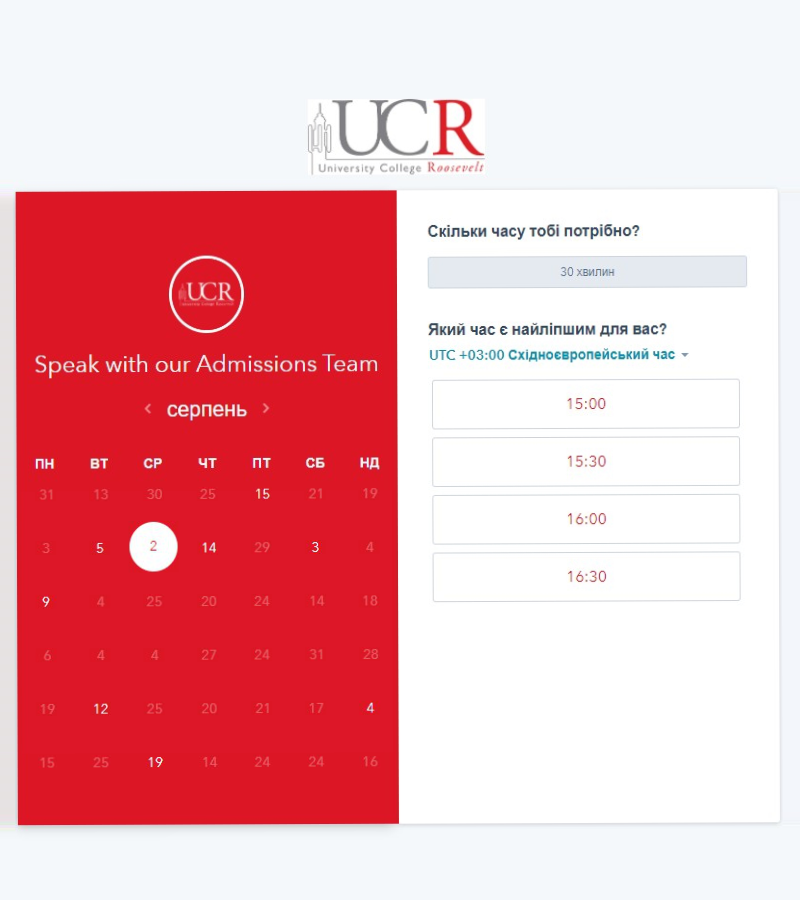 UCR
University College Roosevelt
UCR
University College Roosevelt
Speak with our Admissions Team
серпень
ПН ВТ СР ЧТ ПТ СБ НД
31 13 30 25 15 21 19
3 5 2 14 29 3 4
9 4 25 20 24 14 18
6 4 4 27 24 31 28
19 12 25 20 21 17 4
15 25 19 14 24 24 16
Скільки часу тобі потрібно?
30 хвилин
Який час є найліпшим для вас?
UTC +03:00 Східноєвропейський час
15:00
15:30
16:00
16:30